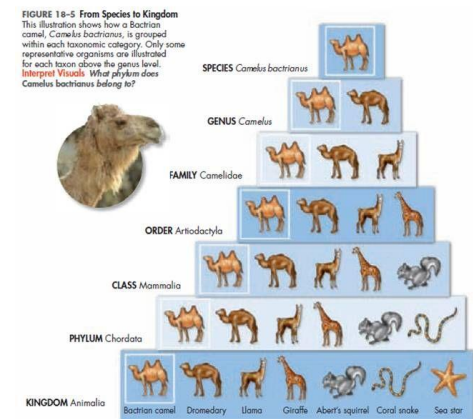 FIGURE 18-5 From Species to Kingdom
This illustration shows how a Bactrian
camel, Camelus bactrianus, is grouped
within each taxonomic category. Only some
representative organisms are illustrated
for each taxon above the genus level.
Interpret Visuals What phylum does
Camelus bactrianus belong to?
SPECIES Camelus bactrianus
GENUS Camelus
FAMILY Camelidae
ORDER Artiodactyla
CLASS Mammalia
PHYLUM Chordata
KINGDOM Animalia
Bactrian camel Dromedary Llama Giraffe Abert's squirrel Coral snake Sea star